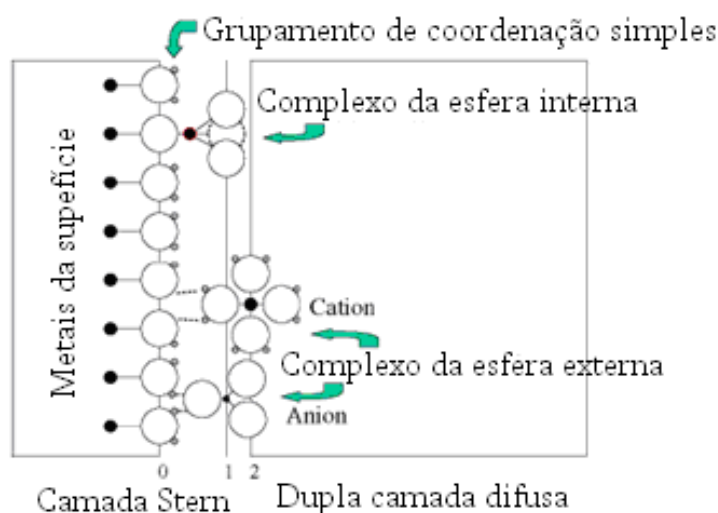 Grupamento de coordenação simples
Complexo da esfera interna
Metais da supefície
Cation
Complexo da esfera externa
Anion
0 1 2
Camada Stern Dupla camada difusa